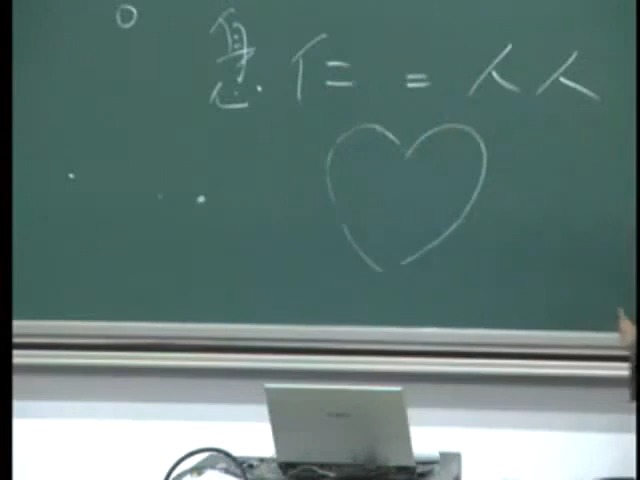 仁 = 人人